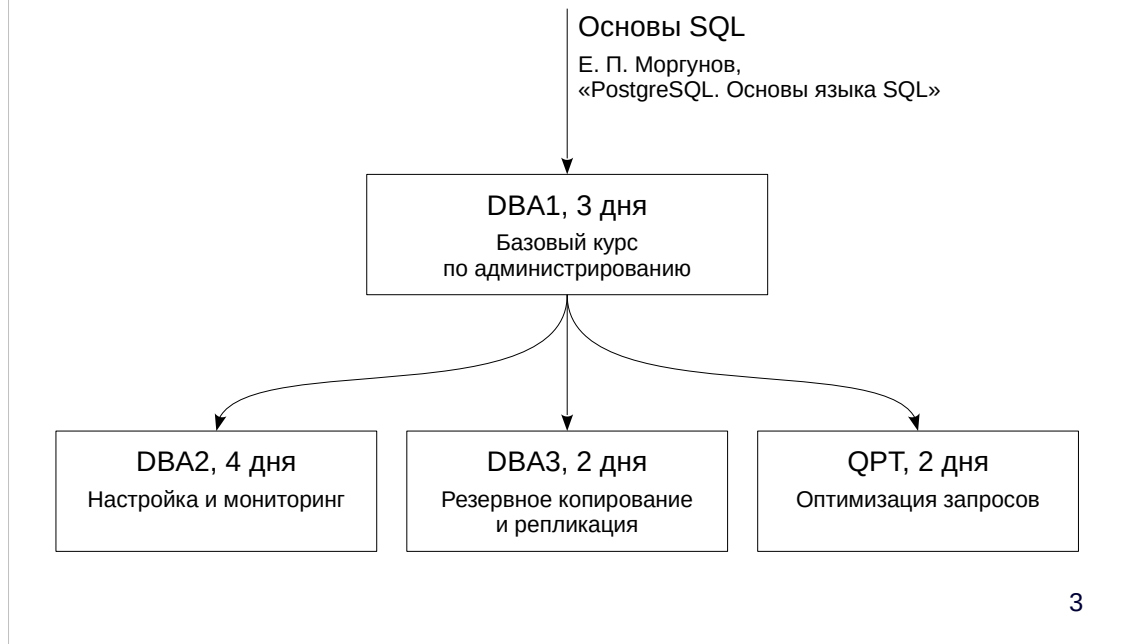 Основы SQL
Е. П. Моргунов,
«PostgreSQL. Основы языка SQL»
DBA1, 3 дня
Базовый курс
по администрированию
DBA2, 4 дня
Настройка и мониторинг
DBA3, 2 дня
Резервное копирование
и репликация
QPT, 2 дня
Оптимизация запросов
3